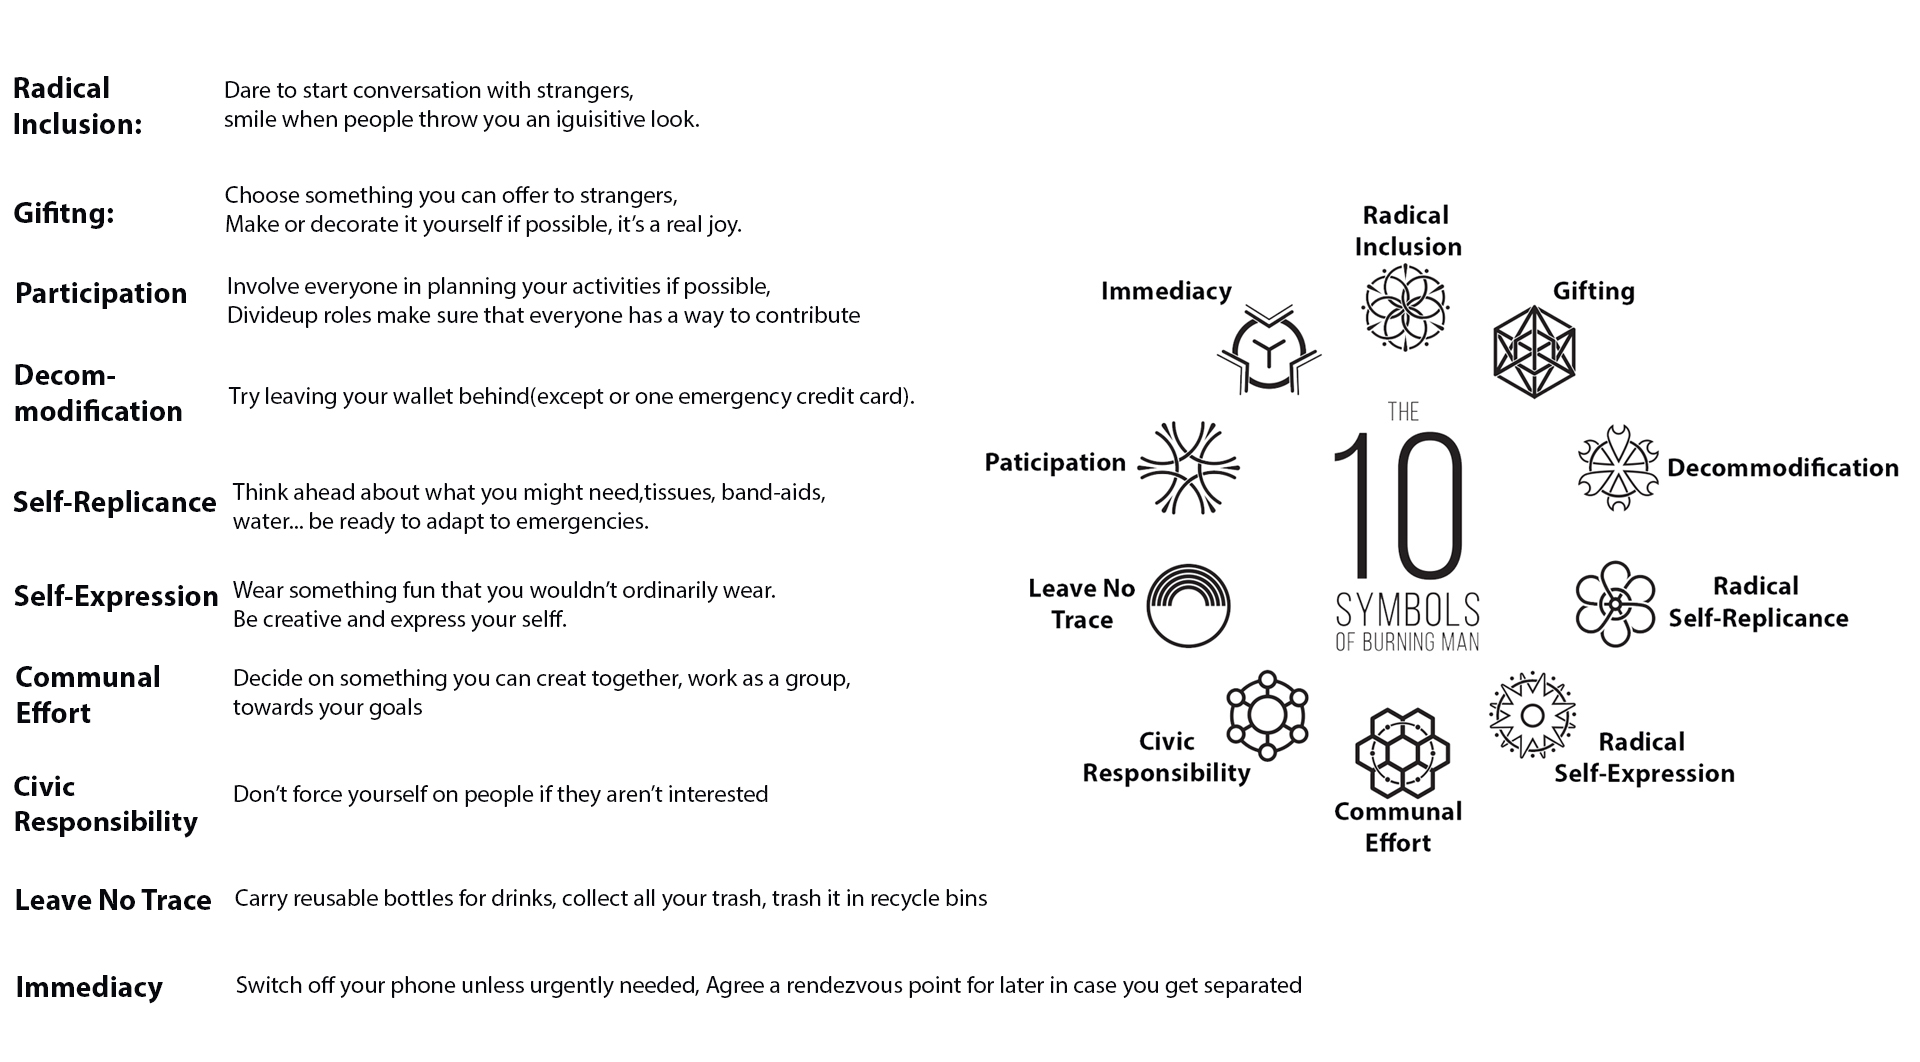 Radical
Inclusion:
Dare to start conversation with strangers,
smile when people throw you an iguisitive look.
Gifitng:
Choose something you can offer to strangers,
Make or decorate it yourself if possible, it's a real joy.
Participation
Involve everyone in planning your activities if possible,
Divideup roles make sure that everyone has a way to contribute
Decom-
modification
Try leaving your wallet behind(except or one emergency credit card).
Self-Replicance
Think ahead about what you might need,tissues, band-aids,
water... be ready to adapt to emergencies.
Self-Expression
Wear something fun that you wouldn't ordinarily wear.
Be creative and express your selff.
Communal
Effort
Decide on something you can creat together, work as a group,
towards your goals
Civic
Responsibility
Don't force yourself on people if they aren't interested
Leave No Trace
Carry reusable bottles for drinks, collect all your trash, trash it in recycle bins
Immediacy
Switch off your phone unless urgently needed, Agree a rendezvous point for later in case you get separated
Radical
Inclusion
Gifting
Decommodification
Radical
Self-Replicance
Radical
Self-Expression
Communal
Effort
Civic
Responsibility
Leave No
Trace
Paticipation
Immediacy
THE
10
SYMBOLS
OF BURNING MAN